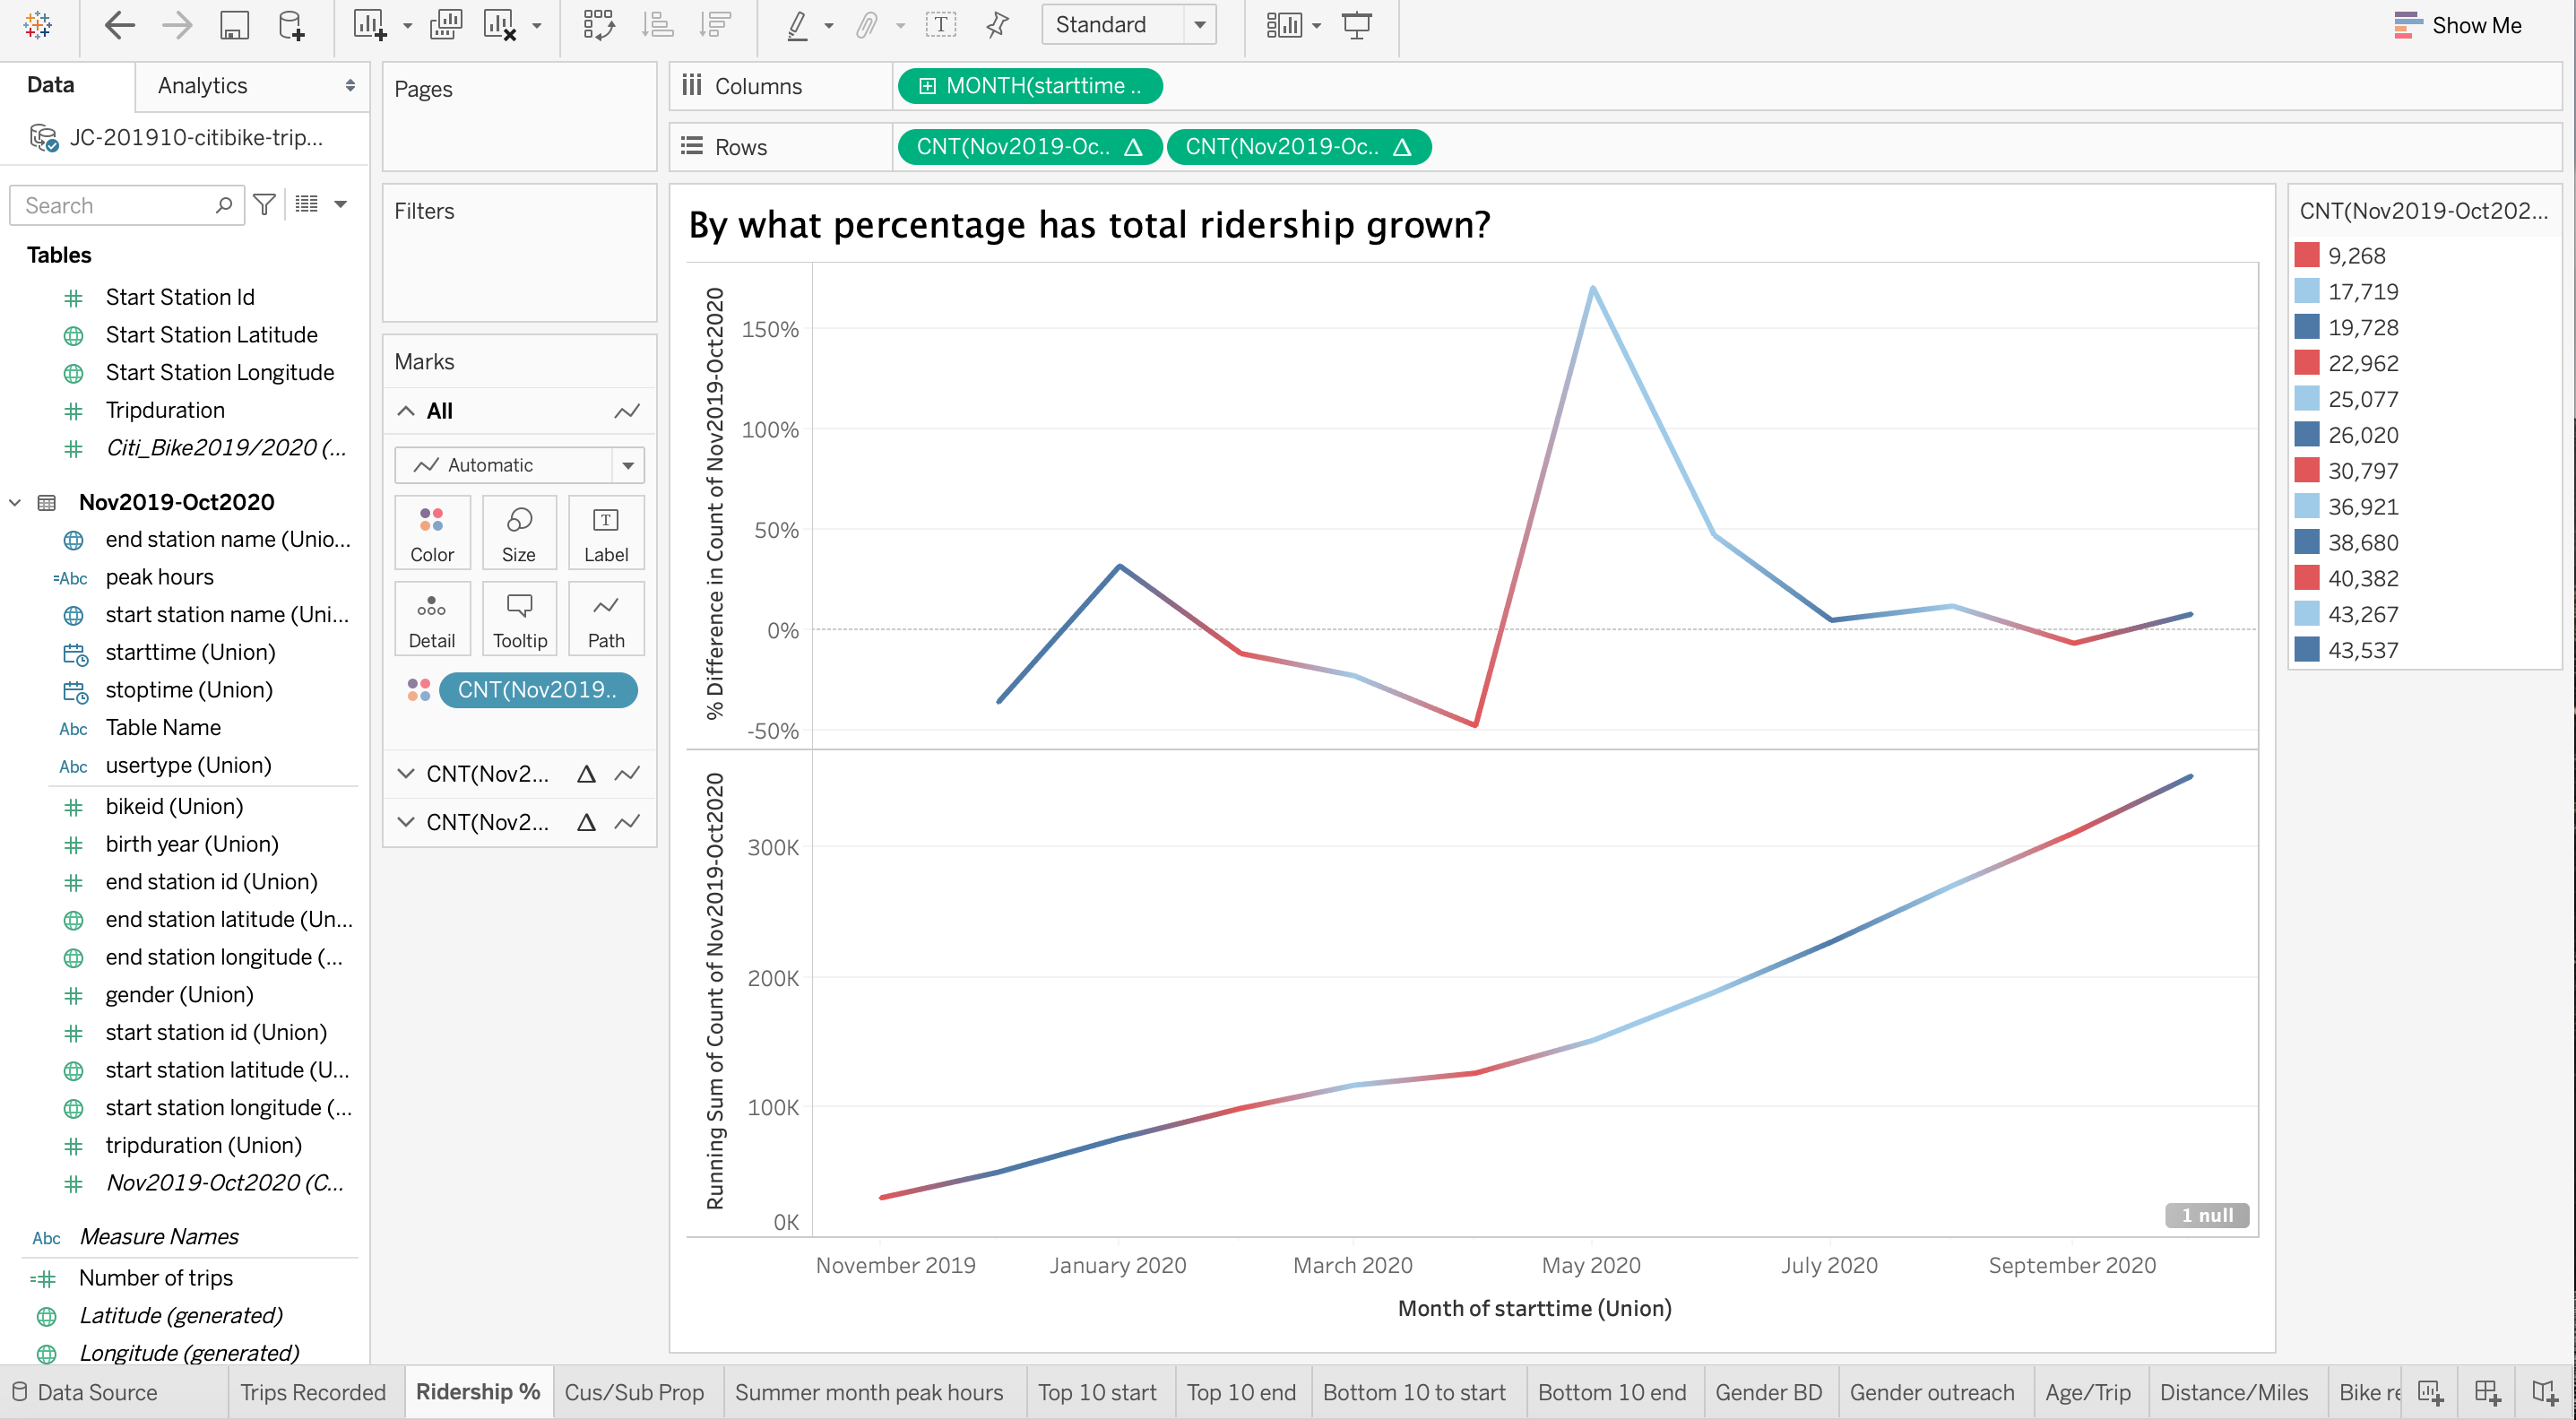 Standard
Show Me
Data
Analytics
JC-201910-citibike-trip...
Search
Tables
Start Station Id
Start Station Latitude
Start Station Longitude
Tripduration
Citi_Bike2019/2020 (...
Nov2019-Oct2020
end station name (Unio...
=Abc peak hours
start station name (Uni...
starttime (Union)
stoptime (Union)
Abc Table Name
Abc usertype (Union)
bikeid (Union)
birth year (Union)
end station id (Union)
end station latitude (Un...
end station longitude (...
gender (Union)
start station id (Union)
start station latitude (U...
start station longitude (...
tripduration (Union)
Nov2019-Oct2020 (C...
Abc Measure Names
Number of trips
Latitude (generated)
Longitude (generated)
Pages
Filters
Marks
All
Automatic
Color Size Label
Detail Tooltip Path
CNT(Nov2019..
CNT(Nov2... Δ
CNT(Nov2... Δ
Columns MONTH(starttime ..
Rows CNT(Nov2019-Oc.. Δ CNT(Nov2019-Oc.. Δ
By what percentage has total ridership grown?
% Difference in Count of Nov2019-Oct2020
150%
100%
50%
0%
-50%
Running Sum of Count of Nov2019-Oct2020
300K
200K
100K
0K
1 null
November 2019 January 2020 March 2020 May 2020 July 2020 September 2020
Month of starttime (Union)
CNT(Nov2019-Oct202...
9,268
17,719
19,728
22,962
25,077
26,020
30,797
36,921
38,680
40,382
43,267
43,537
Data Source Trips Recorded Ridership % Cus/Sub Prop Summer month peak hours Top 10 start Top 10 end Bottom 10 to start Bottom 10 end Gender BD Gender outreach Age/Trip Distance/Miles Bike re